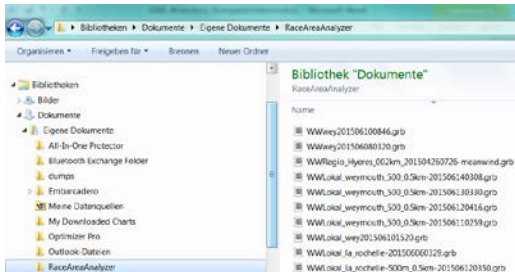 Bibliotheken ▸ Dokumente ▸ Eigene Dokumente ▸ RaceAreaAnalyzer
Organisieren Freigeben für Brennen Neuer Ordner
Bibliotheken
Bilder
Dokumente
Eigene Dokumente
All-In-One Protector
Bluetooth Exchange Folder
dumps
Embarcadero
Meine Datenquellen
My Downloaded Charts
Optimizer Pro
Outlook-Dateien
RaceAreaAnalyzer
Bibliothek "Dokumente"
RaceAreaAnalyzer
Name
WWwey201506100846.grb
WWwey201506080320.grb
WWRegio_Hyeres_002km_201504260726-meanwind.grb
WWLokal_weymouth_500_0.5km-201506140308.grb
WWLokal_weymouth_500_0.5km-201506130330.grb
WWLokal_weymouth_500_0.5km-201506120416.grb
WWLokal_weymouth_500_0.5km-201506110259.grb
WWLokal_wey201506101520.grb
WWLokal_la_rochelle-201506060329.grb
WWLokal_la_rochelle-500m_0.5km-201506120350.grb